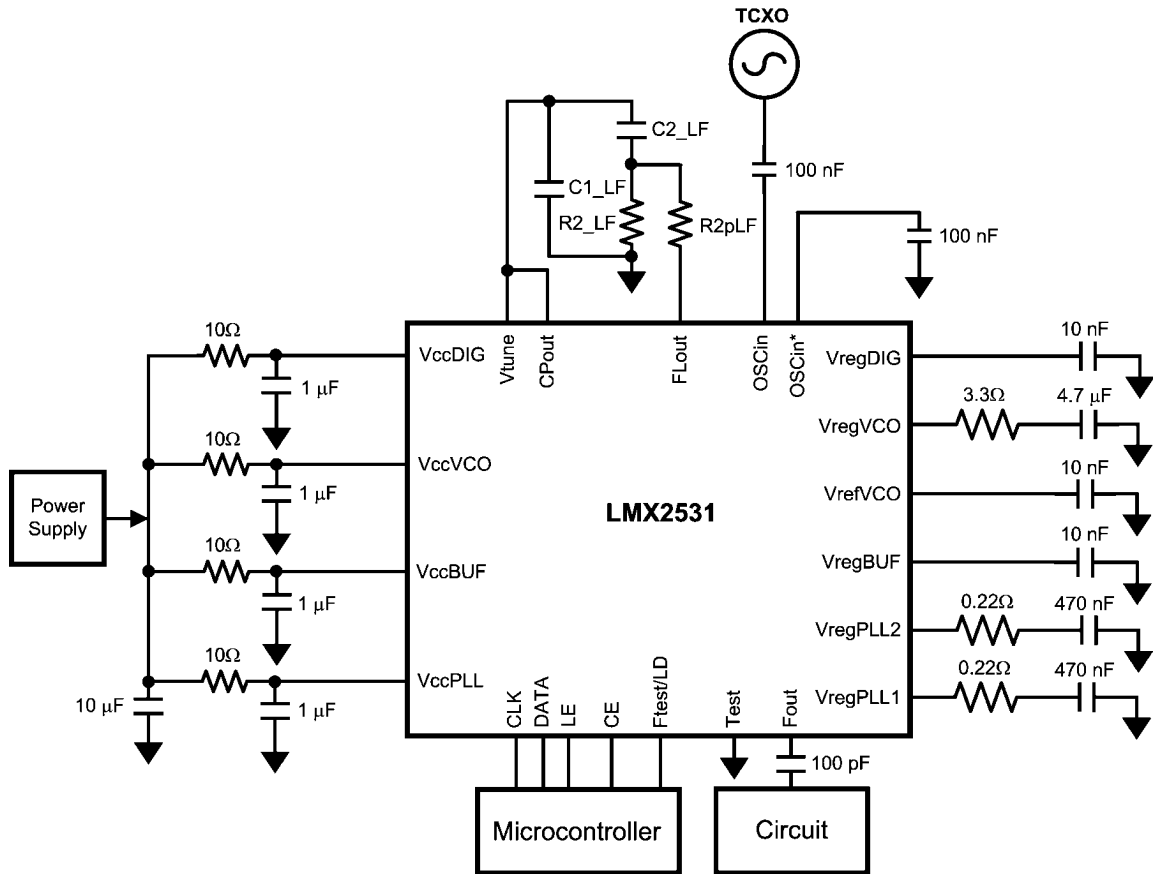 TCXO
C2_LF
100 nF
C1_LF
R2_LF
R2pLF
100 nF
10Ω
VccDIG
1 μF
Vtune
CPout
FLout
OSCin
OSCin*
VregDIG
10 nF
3.3Ω
4.7 μF
VregVCO
10Ω
VccVCO
1 μF
VrefVCO
10 nF
Power
Supply
LMX2531
10Ω
VccBUF
1 μF
VregBUF
10 nF
0.22Ω
470 nF
VregPLL2
10Ω
VccPLL
10 μF
1 μF
0.22Ω
470 nF
VregPLL1
CLK
DATA
LE
CE
Ftest/LD
Test
Fout
100 pF
Microcontroller
Circuit